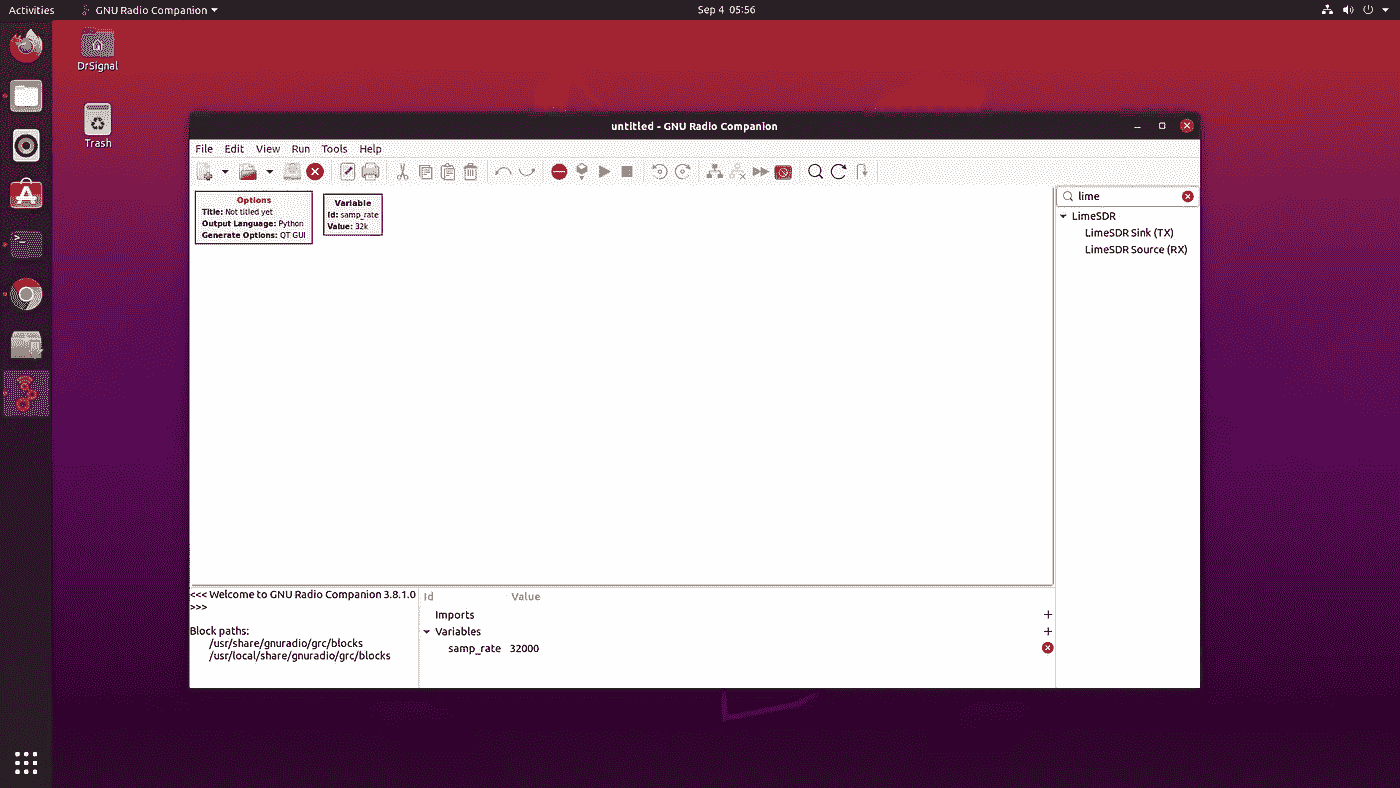 Activities
GNU Radio Companion
Sep 4 05:56
DrSignal
Trash
untitled - GNU Radio Companion
File Edit View Run Tools Help
Options
Title: Not titled yet
Output Language: Python
Generate Options: QT GUI
Variable
Id: samp_rate
Value: 32k
lime
LimeSDR
LimeSDR Sink (TX)
LimeSDR Source (RX)
<<< Welcome to GNU Radio Companion 3.8.1.0
>>>
Block paths:
/usr/share/gnuradio/grc/blocks
/usr/local/share/gnuradio/grc/blocks
Id Value
Imports
Variables
samp_rate 32000